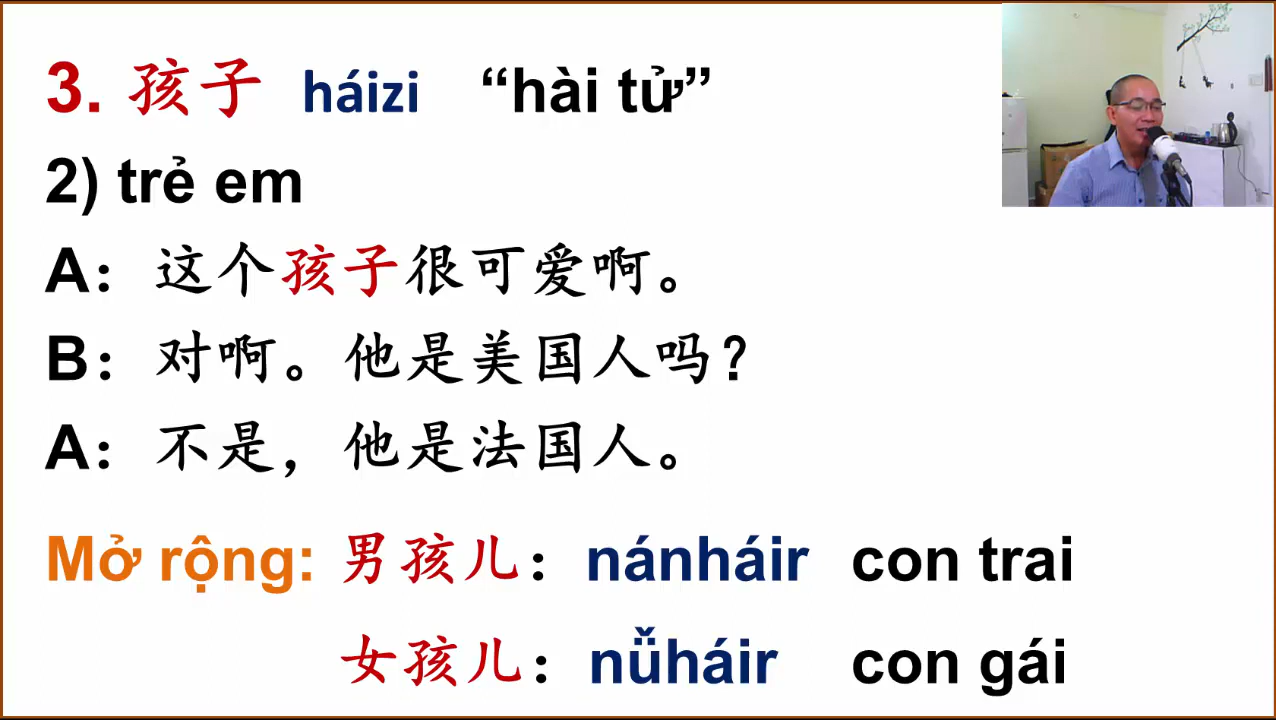 3. 孩子 háizi “hài tử”
2) trẻ em
A：这个孩子很可爱啊。
B：对啊。他是美国人吗？
A：不是，他是法国人。
Mở rộng: 男孩儿：nánháir con trai
女孩儿：nǚháir con gái